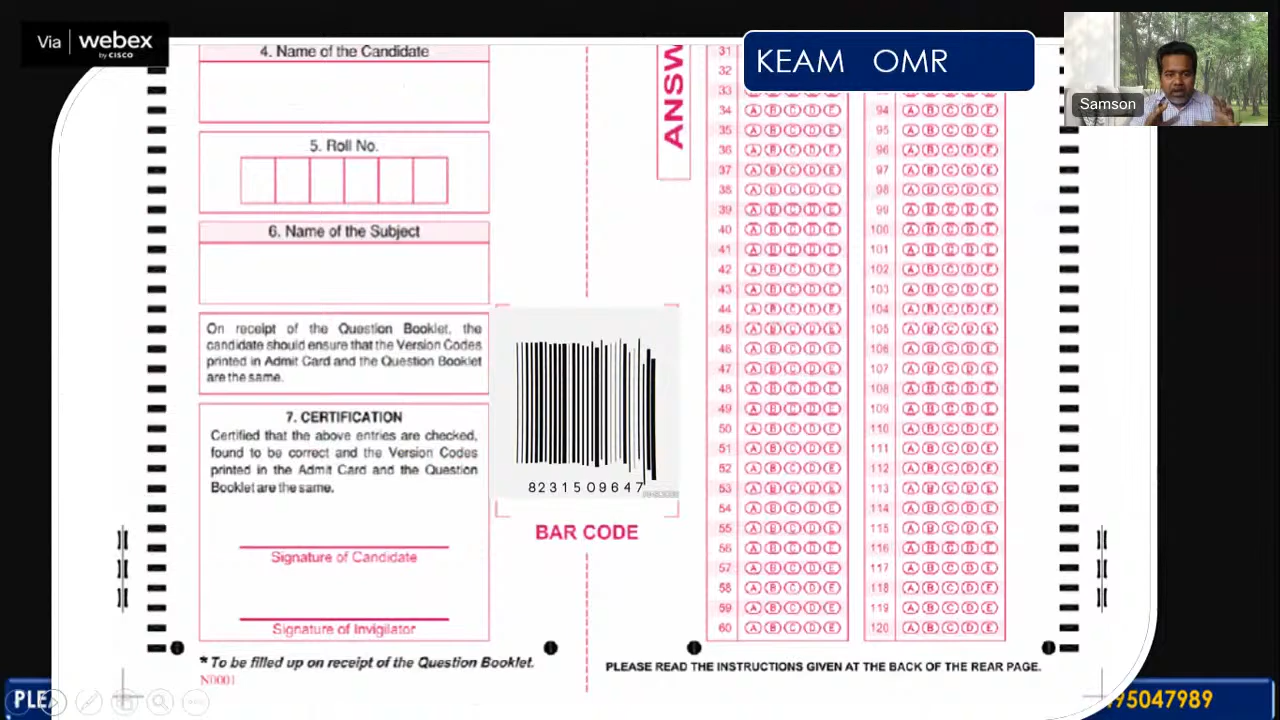 Via webex
by CISCO
KEAM OMR
Samson
4. Name of the Candidate
5. Roll No.
6. Name of the Subject
On receipt of the Question Booklet, the
candidate should ensure that the Version Codes
printed in Admit Card and the Question Booklet
are the same.
7. CERTIFICATION
Certified that the above entries are checked,
found to be correct and the Version Codes
printed in the Admit Card and the Question
Booklet are the same.
Signature of Candidate
Signature of Invigilator
* To be filled up on receipt of the Question Booklet.
N0001
ANSW
8231509647
BAR CODE
31
32
33
34 A B C D E
35 A B C D E
36 A B C D E
37 A B C D E
38 A B C D E
39 A B C D E
40 A B C D E
41 A B C D E
42 A B C D E
43 A B C D E
44 A B C D E
45 A B C D E
46 A B C D E
47 A B C D E
48 A B C D E
49 A B C D E
50 A B C D E
51 A B C D E
52 A B C D E
53 A B C D E
54 A B C D E
55 A B C D E
56 A B C D E
57 A B C D E
58 A B C D E
59 A B C D E
60 A B C D E
94 A B C D E
95 A B C D E
96 A B C D E
97 A B C D E
98 A B C D E
99 A B C D E
100 A B C D E
101 A B C D E
102 A B C D E
103 A B C D E
104 A B C D E
105 A B C D E
106 A B C D E
107 A B C D E
108 A B C D E
109 A B C D E
110 A B C D E
111 A B C D E
112 A B C D E
113 A B C D E
114 A B C D E
115 A B C D E
116 A B C D E
117 A B C D E
118 A B C D E
119 A B C D E
120 A B C D E
PLEASE READ THE INSTRUCTIONS GIVEN AT THE BACK OF THE REAR PAGE.
PLE
95047989